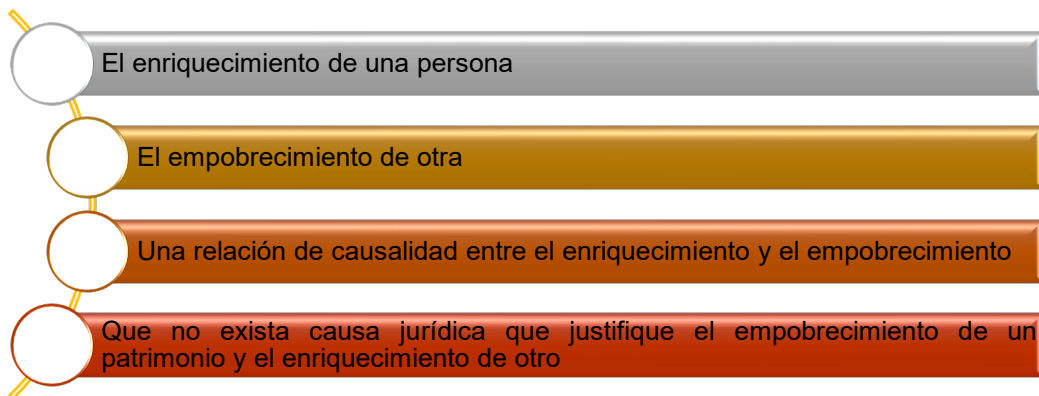 El enriquecimiento de una persona
El empobrecimiento de otra
Una relación de causalidad entre el enriquecimiento y el empobrecimiento
Que no exista causa jurídica que justifique el empobrecimiento de un
patrimonio y el enriquecimiento de otro